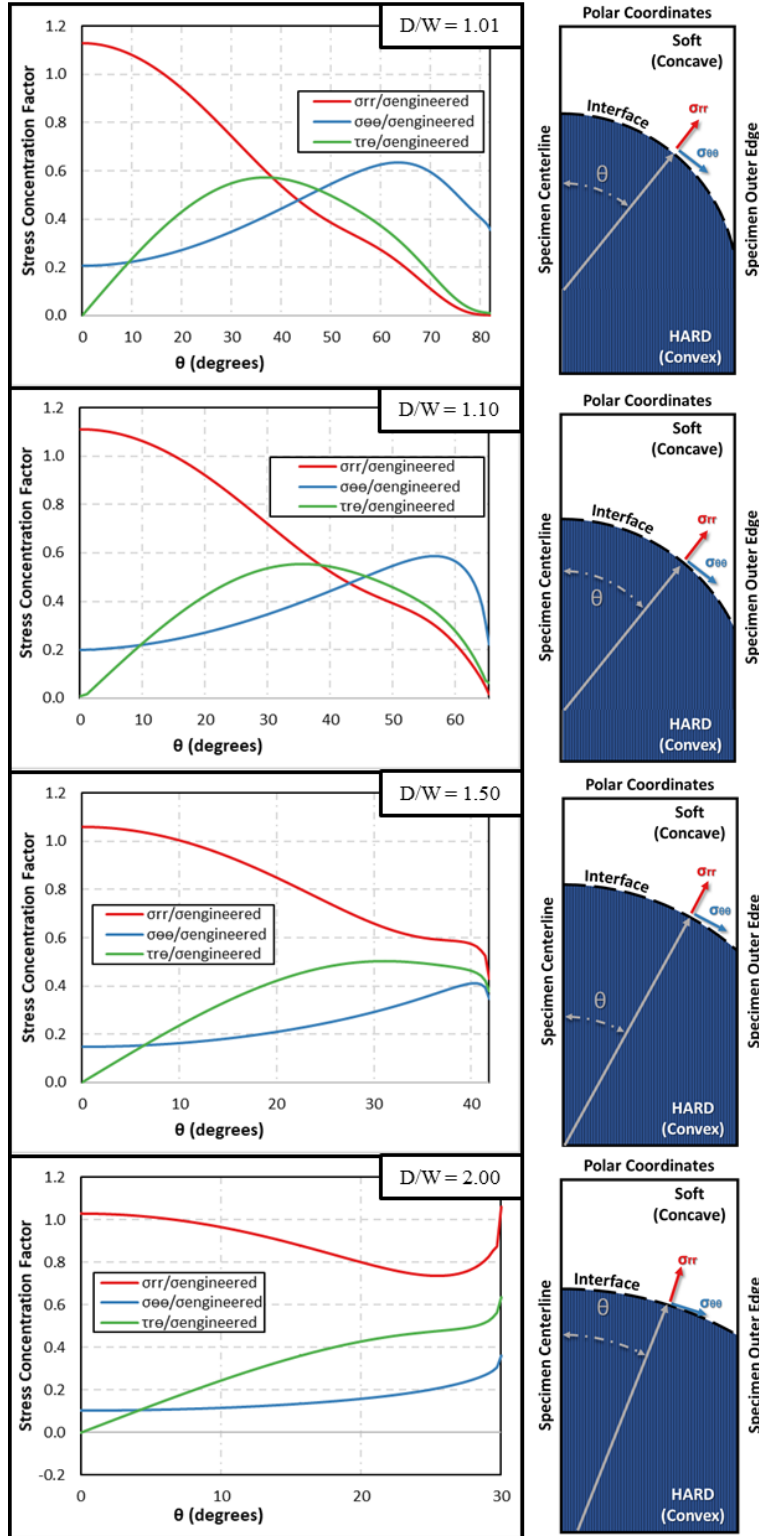 D/W = 1.01
1.2
1.0
0.8
0.6
0.4
0.2
0.0
Stress Concentration Factor
σrr/σengineered
σɵɵ/σengineered
τrɵ/σengineered
0 10 20 30 40 50 60 70 80
θ (degrees)
Polar Coordinates
Soft
(Concave)
Interface
σrr
σθθ
θ
Specimen Centerline
Specimen Outer Edge
HARD
(Convex)
D/W = 1.10
1.2
1.0
0.8
0.6
0.4
0.2
0.0
Stress Concentration Factor
σrr/σengineered
σɵɵ/σengineered
τrɵ/σengineered
0 10 20 30 40 50 60
θ (degrees)
Polar Coordinates
Soft
(Concave)
Interface
σrr
σθθ
θ
Specimen Centerline
Specimen Outer Edge
HARD
(Convex)
D/W = 1.50
1.2
1.0
0.8
0.6
0.4
0.2
0.0
Stress Concentration Factor
σrr/σengineered
σɵɵ/σengineered
τrɵ/σengineered
0 10 20 30 40
θ (degrees)
Polar Coordinates
Soft
(Concave)
Interface
σrr
σθθ
θ
Specimen Centerline
Specimen Outer Edge
HARD
(Convex)
D/W = 2.00
1.2
1.0
0.8
0.6
0.4
0.2
0.0
-0.2
Stress Concentration Factor
σrr/σengineered
σɵɵ/σengineered
τrɵ/σengineered
0 10 20 30
θ (degrees)
Polar Coordinates
Soft
(Concave)
Interface
σrr
σθθ
θ
Specimen Centerline
Specimen Outer Edge
HARD
(Convex)